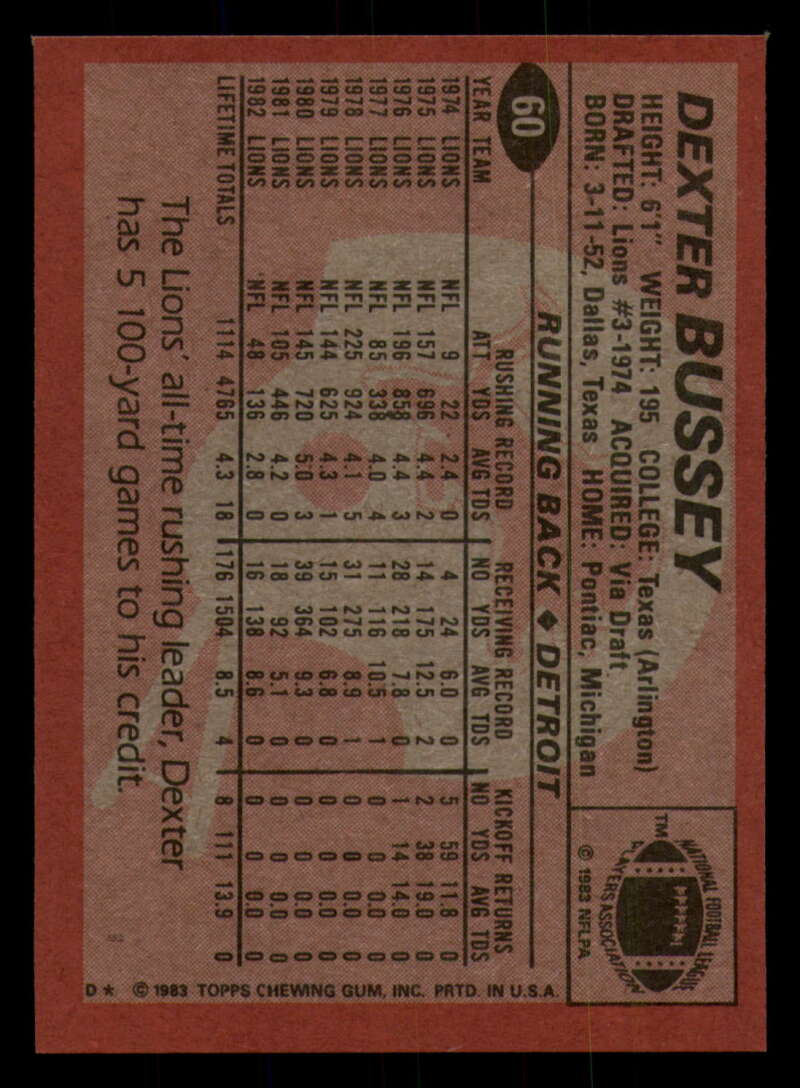 DEXTER BUSSEY
HEIGHT: 6'1" WEIGHT: 195 COLLEGE: Texas (Arlington)
DRAFTED: Lions #3-1974 ACQUIRED: Via Draft
BORN: 3-11-52, Dallas, Texas HOME: Pontiac, Michigan
NATIONAL FOOTBALL LEAGUE
PLAYERS ASSOCIATION
TM
© 1983 NFLPA
60
RUNNING BACK ♦ DETROIT
RUSHING RECORD RECEIVING RECORD KICKOFF RETURNS
YEAR TEAM ATT YDS AVG TDS NO YDS AVG TDS NO YDS AVG TDS
1974 LIONS NFL 9 22 2.4 0 4 24 6.0 0 5 59 11.8 0
1975 LIONS NFL 157 696 4.4 2 14 175 12.5 2 2 38 19.0 0
1976 LIONS NFL 196 858 4.4 3 28 218 7.8 0 1 14 14.0 0
1977 LIONS NFL 85 338 4.0 4 11 116 10.5 1 0 0 0.0 0
1978 LIONS NFL 225 924 4.1 5 31 275 8.9 1 0 0 0.0 0
1979 LIONS NFL 144 625 4.3 1 15 102 6.8 0 0 0 0.0 0
1980 LIONS NFL 145 720 5.0 3 39 364 9.3 0 0 0 0.0 0
1981 LIONS NFL 105 446 4.2 0 18 92 5.1 0 0 0 0.0 0
1982 LIONS NFL 48 136 2.8 0 16 138 8.6 0 0 0 0.0 0
LIFETIME TOTALS 1114 4765 4.3 18 176 1504 8.5 4 8 111 13.9 0
The Lions' all-time rushing leader, Dexter
has 5 100-yard games to his credit.
D* © 1983 TOPPS CHEWING GUM, INC. PRTD. IN U.S.A.